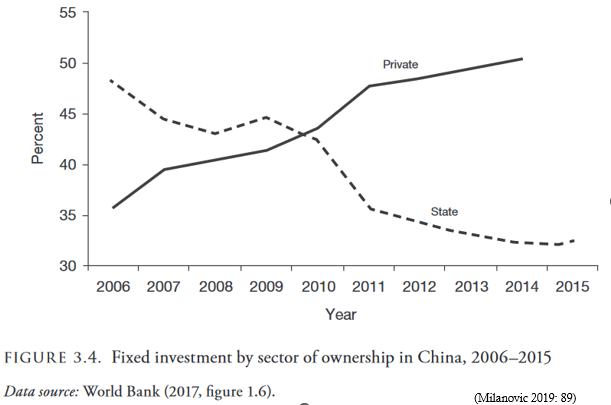 55
50
45
40
35
30
Percent
Private
State
2006 2007 2008 2009 2010 2011 2012 2013 2014 2015
Year
FIGURE 3.4. Fixed investment by sector of ownership in China, 2006–2015
Data source: World Bank (2017, figure 1.6).
(Milanovic 2019: 89)